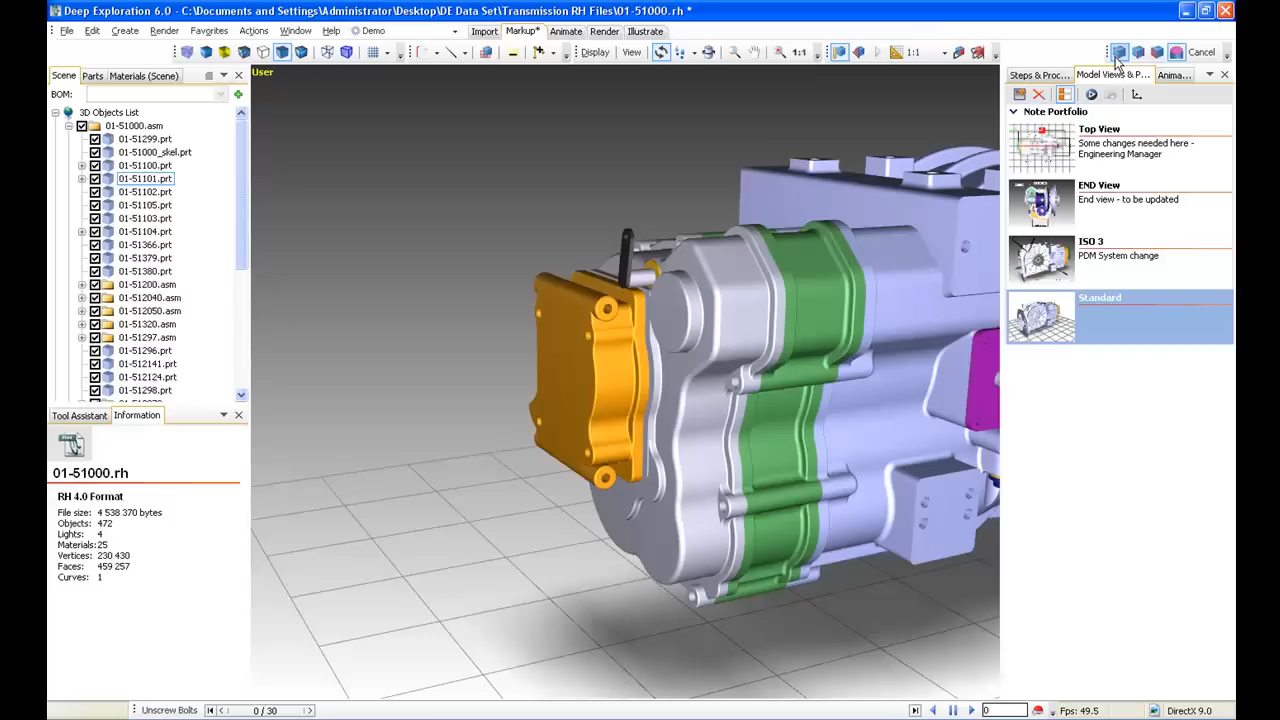 Deep Exploration 6.0 - C:\Documents and Settings\Administrator\Desktop\DE Data Set\Transmission RH Files\01-51000.rh *
File Edit Create Render Favorites Actions Window Help Demo Import Markup* Animate Render Illustrate
Display View 1:1 1:1 Cancel
Scene Parts Materials (Scene)
User
Steps & Proc... Model Views & P... Anima...
BOM:
3D Objects List
01-51000.asm
01-51299.prt
01-51000_skel.prt
01-51100.prt
01-51101.prt
01-51102.prt
01-51105.prt
01-51103.prt
01-51104.prt
01-51366.prt
01-51379.prt
01-51380.prt
01-51200.asm
01-512040.asm
01-512050.asm
01-51320.asm
01-51297.asm
01-51296.prt
01-512141.prt
01-512124.prt
01-51298.prt
Note Portfolio
Top View
Some changes needed here -
Engineering Manager
END View
End view - to be updated
ISO 3
PDM System change
Standard
Tool Assistant Information
01-51000.rh
RH 4.0 Format
File size: 4 538 370 bytes
Objects: 472
Lights: 4
Materials: 25
Vertices: 230 430
Faces: 459 257
Curves: 1
Unscrew Bolts 0 / 30 0 Fps: 49.5 DirectX 9.0